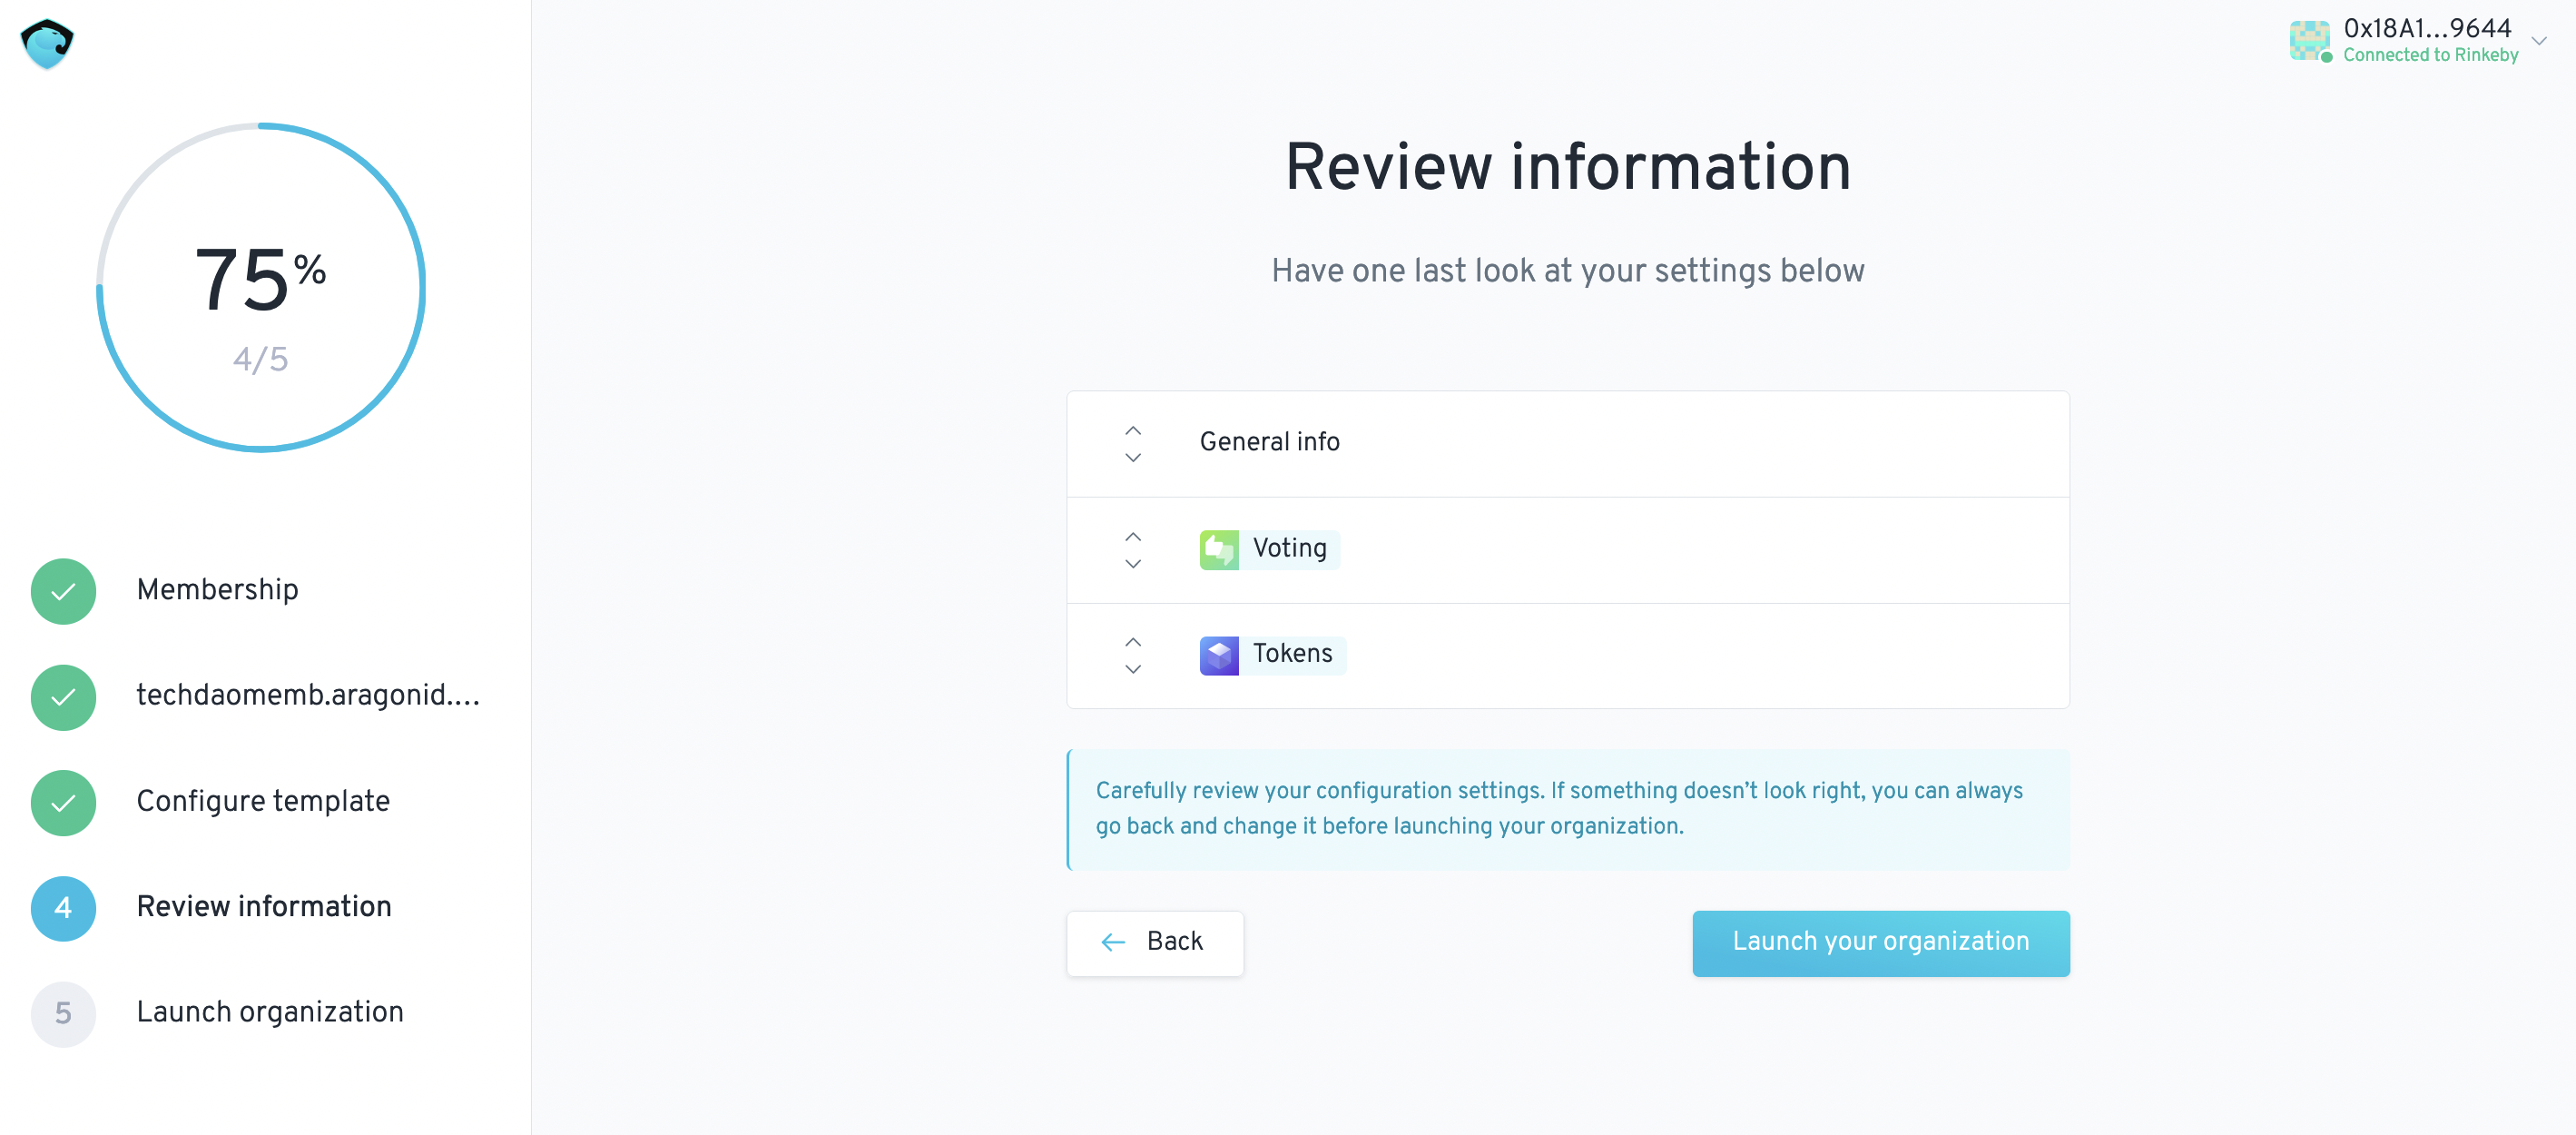 0x18A1...9644
Connected to Rinkeby
75%
4/5
Membership
techdaomemb.aragonid....
Configure template
4
Review information
5
Launch organization
Review information
Have one last look at your settings below
General info
Voting
Tokens
Carefully review your configuration settings. If something doesn’t look right, you can always
go back and change it before launching your organization.
Back
Launch your organization